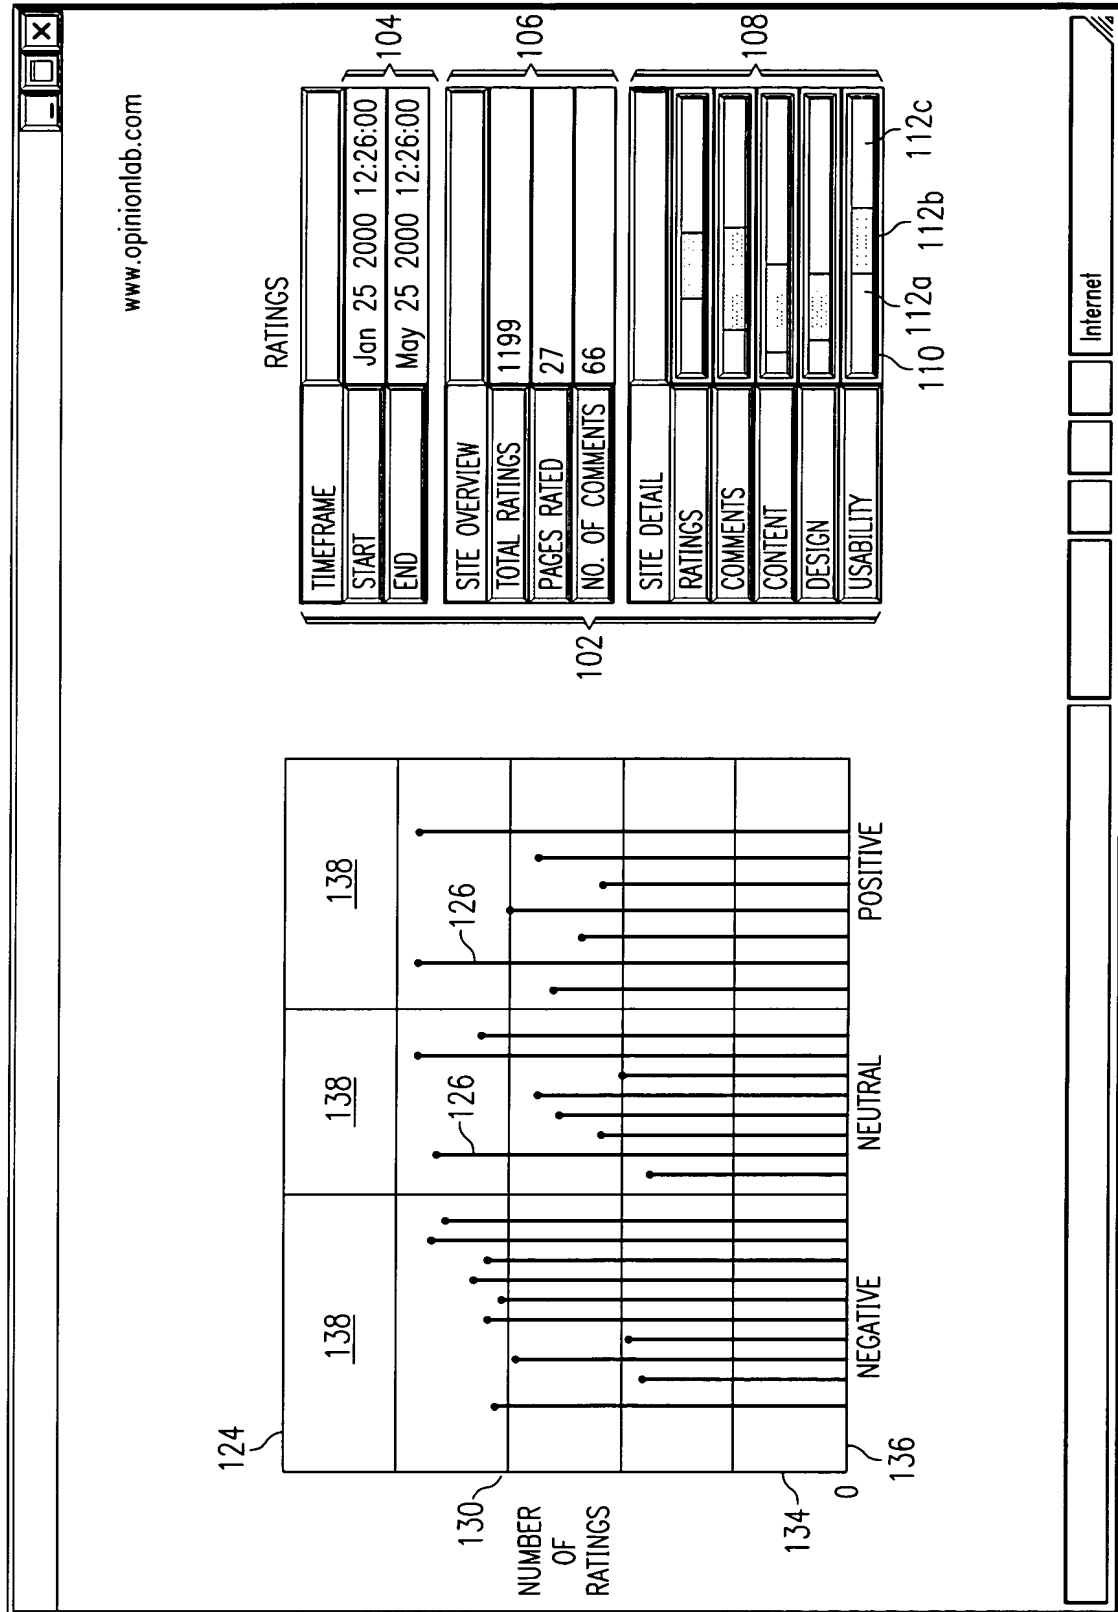 www.opinionlab.com
124
138
138
138
126
126
130
NUMBER
OF
RATINGS
134
0
136
NEGATIVE
NEUTRAL
POSITIVE
RATINGS
TIMEFRAME
START Jan 25 2000 12:26:00
END May 25 2000 12:26:00
104
SITE OVERVIEW
TOTAL RATINGS 1199
PAGES RATED 27
NO. OF COMMENTS 66
106
102
SITE DETAIL
RATINGS
COMMENTS
CONTENT
DESIGN
USABILITY
108
110 112a 112b 112c
Internet